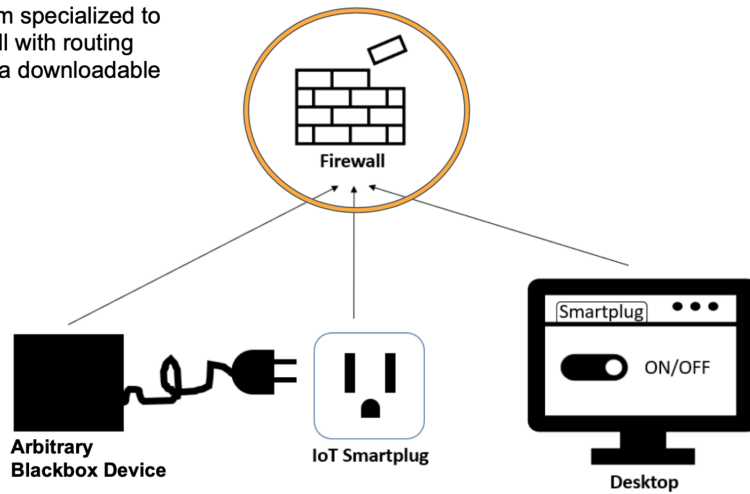 m specialized to
ll with routing
a downloadable
Firewall
Smartplug
ON/OFF
Arbitrary
Blackbox Device
IoT Smartplug
Desktop